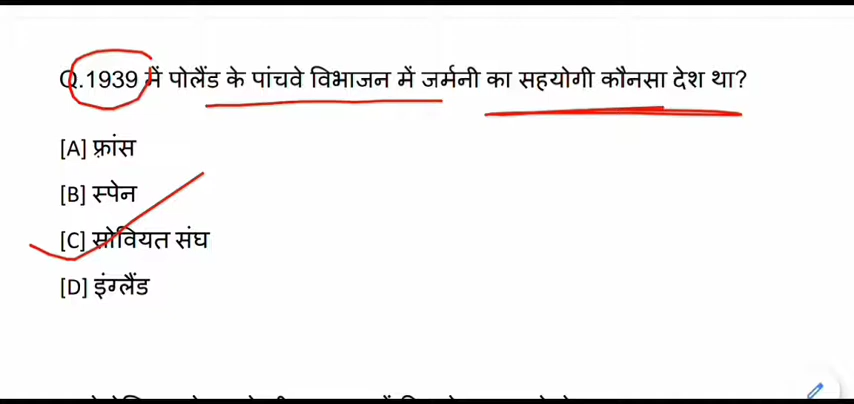 Q.1939 में पोलैंड के पांचवे विभाजन में जर्मनी का सहयोगी कौनसा देश था?
[A] फ़्रांस
[B] स्पेन
[C] सोवियत संघ
[D] इंग्लैंड